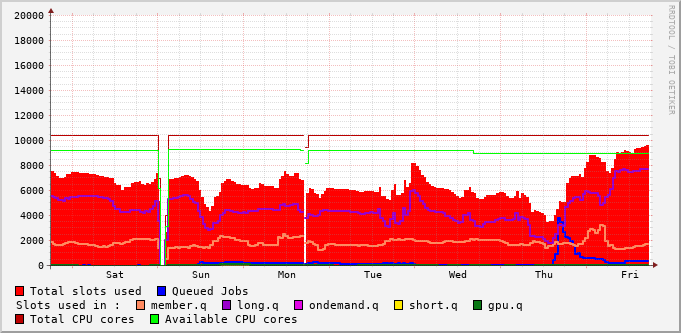 RRDTOOL / TOBI OETIKER
20000
18000
16000
14000
12000
10000
8000
6000
4000
2000
0
Sat Sun Mon Tue Wed Thu Fri
Total slots used Queued Jobs
Slots used in : member.q long.q ondemand.q short.q gpu.q
Total CPU cores Available CPU cores